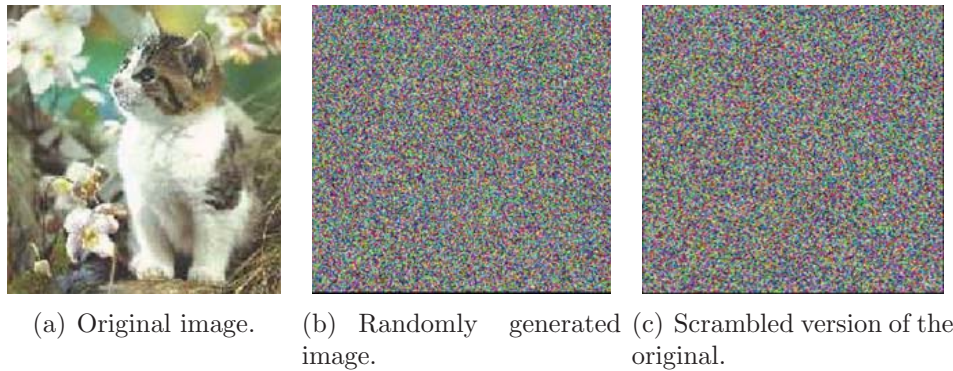 (a) Original image.
(b) Randomly generated
image.
(c) Scrambled version of the
original.